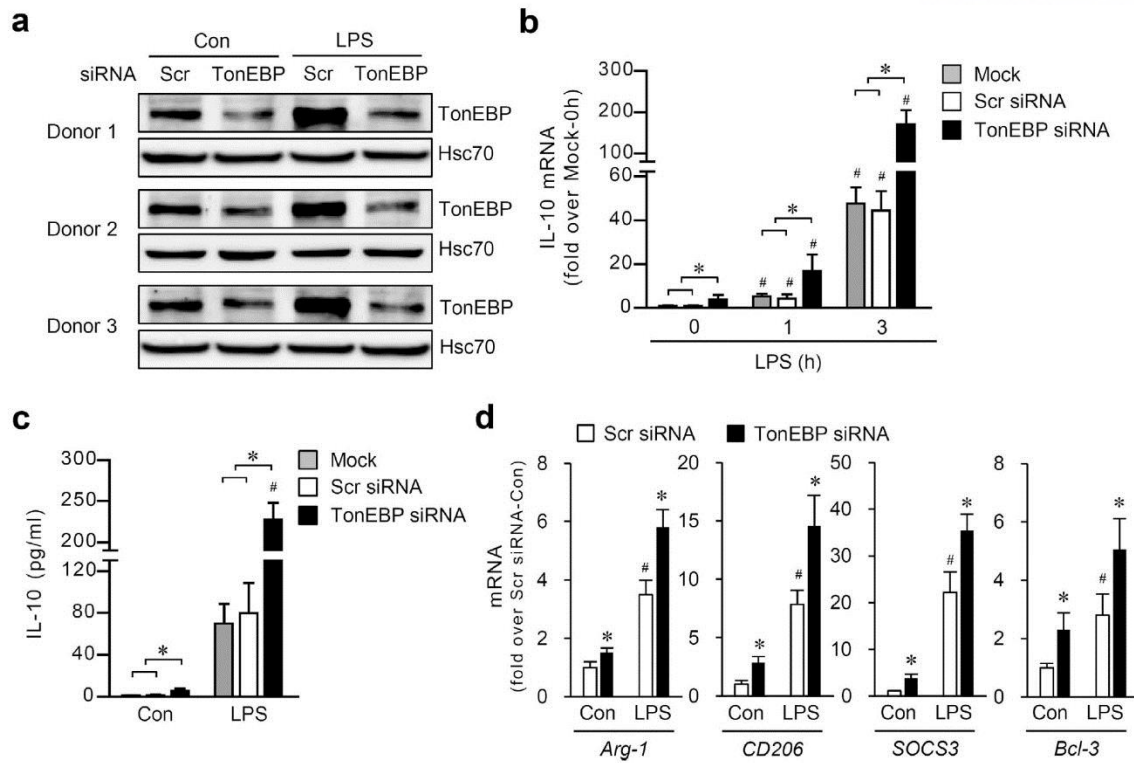 a
Con LPS
siRNA Scr TonEBP Scr TonEBP
Donor 1
TonEBP
Hsc70
Donor 2
TonEBP
Hsc70
Donor 3
TonEBP
Hsc70
b
IL-10 mRNA
(fold over Mock-0h)
300
200
100
60
40
20
0
* * *
# # # # #
0 1 3
LPS (h)
Mock
Scr siRNA
TonEBP siRNA
c
IL-10 (pg/ml)
300
250
200
120
80
40
0
* *
#
Con LPS
Mock
Scr siRNA
TonEBP siRNA
d
Scr siRNA TonEBP siRNA
mRNA
(fold over Scr siRNA-Con)
8
6
4
2
0
* # *
Con LPS
Arg-1
20
15
10
5
0
* # *
Con LPS
CD206
50
40
30
20
10
0
* # *
Con LPS
SOCS3
8
6
4
2
0
* # *
Con LPS
Bcl-3